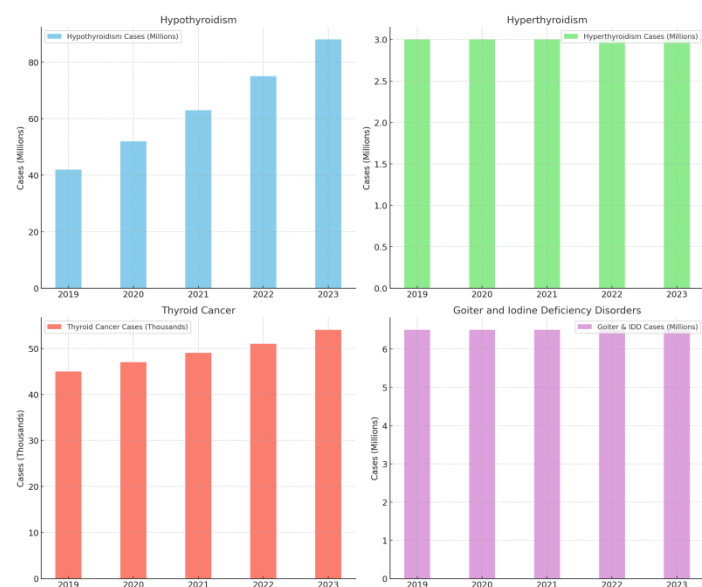 Hypothyroidism
Hypothyroidism Cases (Millions)
Cases (Millions)
80
60
40
20
0
2019 2020 2021 2022 2023
Hyperthyroidism
Hyperthyroidism Cases (Millions)
Cases (Millions)
3.0
2.5
2.0
1.5
1.0
0.5
0.0
2019 2020 2021 2022 2023
Thyroid Cancer
Thyroid Cancer Cases (Thousands)
Cases (Thousands)
50
40
30
20
10
0
2019 2020 2021 2022 2023
Goiter and Iodine Deficiency Disorders
Goiter & IDD Cases (Millions)
Cases (Millions)
6
5
4
3
2
1
0
2019 2020 2021 2022 2023